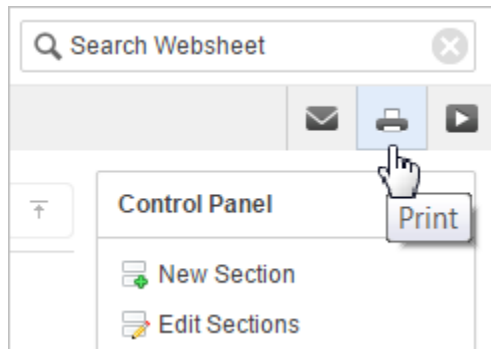 Search Websheet
Control Panel
Print
New Section
Edit Sections